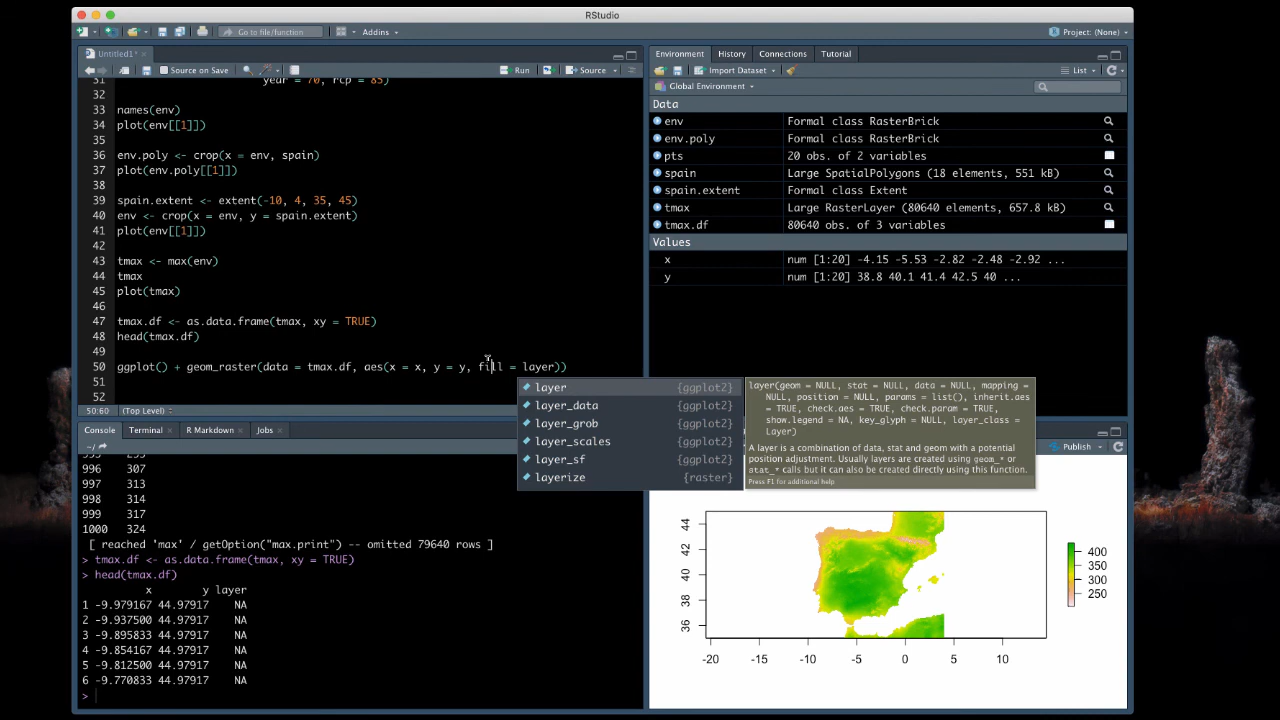 RStudio
Go to file/function
Addins
Project: (None)
Untitled1*
Source on Save
Run
Source
year = 70, rcp = 85)
32
33 names(env)
34 plot(env[[1]])
35
36 env.poly <- crop(x = env, spain)
37 plot(env.poly[[1]])
38
39 spain.extent <- extent(-10, 4, 35, 45)
40 env <- crop(x = env, y = spain.extent)
41 plot(env[[1]])
42
43 tmax <- max(env)
44 tmax
45 plot(tmax)
46
47 tmax.df <- as.data.frame(tmax, xy = TRUE)
48 head(tmax.df)
49
50 ggplot() + geom_raster(data = tmax.df, aes(x = x, y = y, fill = layer))
51
52
50:60 (Top Level)
layer {ggplot2}
layer_data {ggplot2}
layer_grob {ggplot2}
layer_scales {ggplot2}
layer_sf {ggplot2}
layerize {raster}
layer(geom = NULL, stat = NULL, data = NULL, mapping
= NULL, position = NULL, params = list(), inherit.aes
= TRUE, check.aes = TRUE, check.param = TRUE,
show.legend = NA, key_glyph = NULL, layer_class =
Layer)
A layer is a combination of data, stat and geom with a potential
position adjustment. Usually layers are created using geom_* or
stat_* calls but it can also be created directly using this function.
Press F1 for additional help
Console Terminal R Markdown Jobs
~/
996 307
997 313
998 314
999 317
1000 324
[ reached 'max' / getOption("max.print") -- omitted 79640 rows ]
> tmax.df <- as.data.frame(tmax, xy = TRUE)
> head(tmax.df)
x y layer
1 -9.979167 44.97917 NA
2 -9.937500 44.97917 NA
3 -9.895833 44.97917 NA
4 -9.854167 44.97917 NA
5 -9.812500 44.97917 NA
6 -9.770833 44.97917 NA
>
Environment History Connections Tutorial
Import Dataset
List
Global Environment
Data
env Formal class RasterBrick
env.poly Formal class RasterBrick
pts 20 obs. of 2 variables
spain Large SpatialPolygons (18 elements, 551 kB)
spain.extent Formal class Extent
tmax Large RasterLayer (80640 elements, 657.8 kB)
tmax.df 80640 obs. of 3 variables
Values
x num [1:20] -4.15 -5.53 -2.82 -2.48 -2.92 ...
y num [1:20] 38.8 40.1 41.4 42.5 40 ...
Publish
44
42
40
38
36
-20 -15 -10 -5 0 5 10
400
350
300
250